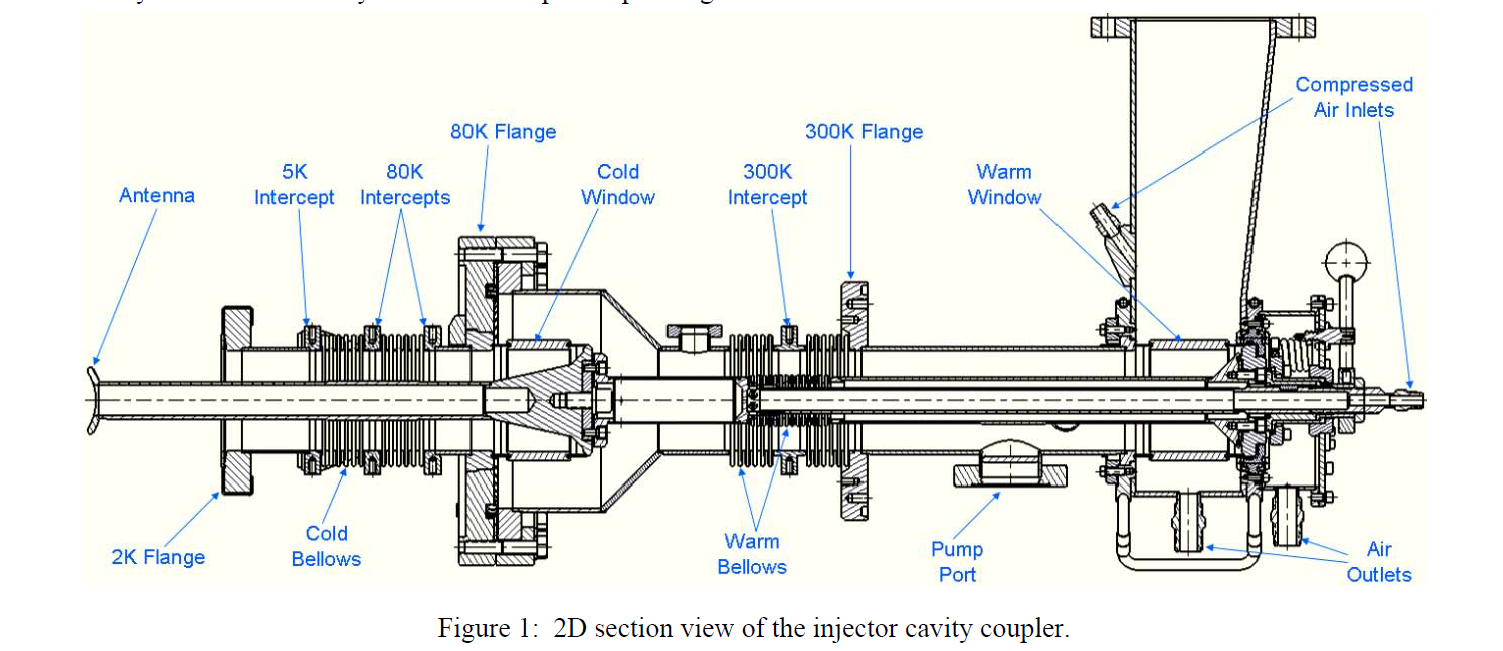 Compressed
Air Inlets
80K Flange
300K Flange
5K
Intercept
80K
Intercepts
Cold
Window
300K
Intercept
Warm
Window
Antenna
2K Flange
Cold
Bellows
Warm
Bellows
Pump
Port
Air
Outlets
Figure 1: 2D section view of the injector cavity coupler.